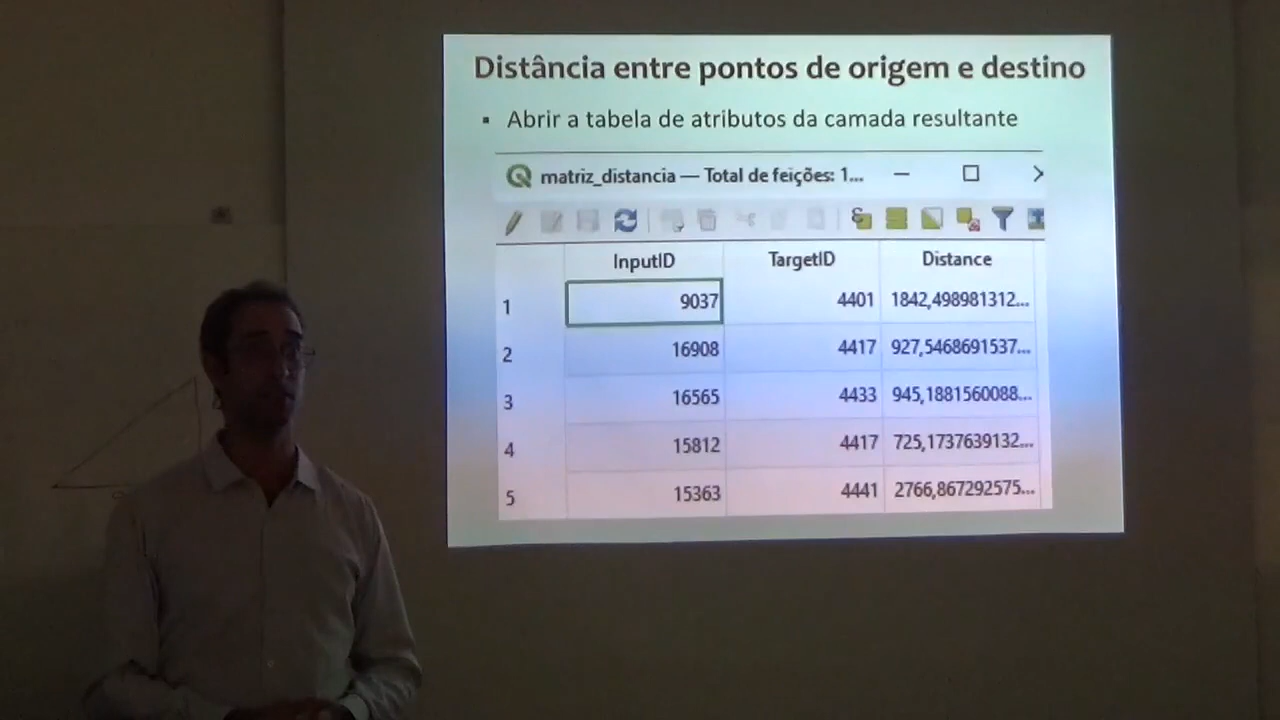 Distância entre pontos de origem e destino
▪ Abrir a tabela de atributos da camada resultante
matriz_distancia — Total de feições: 1...
InputID TargetID Distance
1 9037 4401 1842,498981312...
2 16908 4417 927,5468691537...
3 16565 4433 945,1881560088...
4 15812 4417 725,1737639132...
5 15363 4441 2766,867292575...